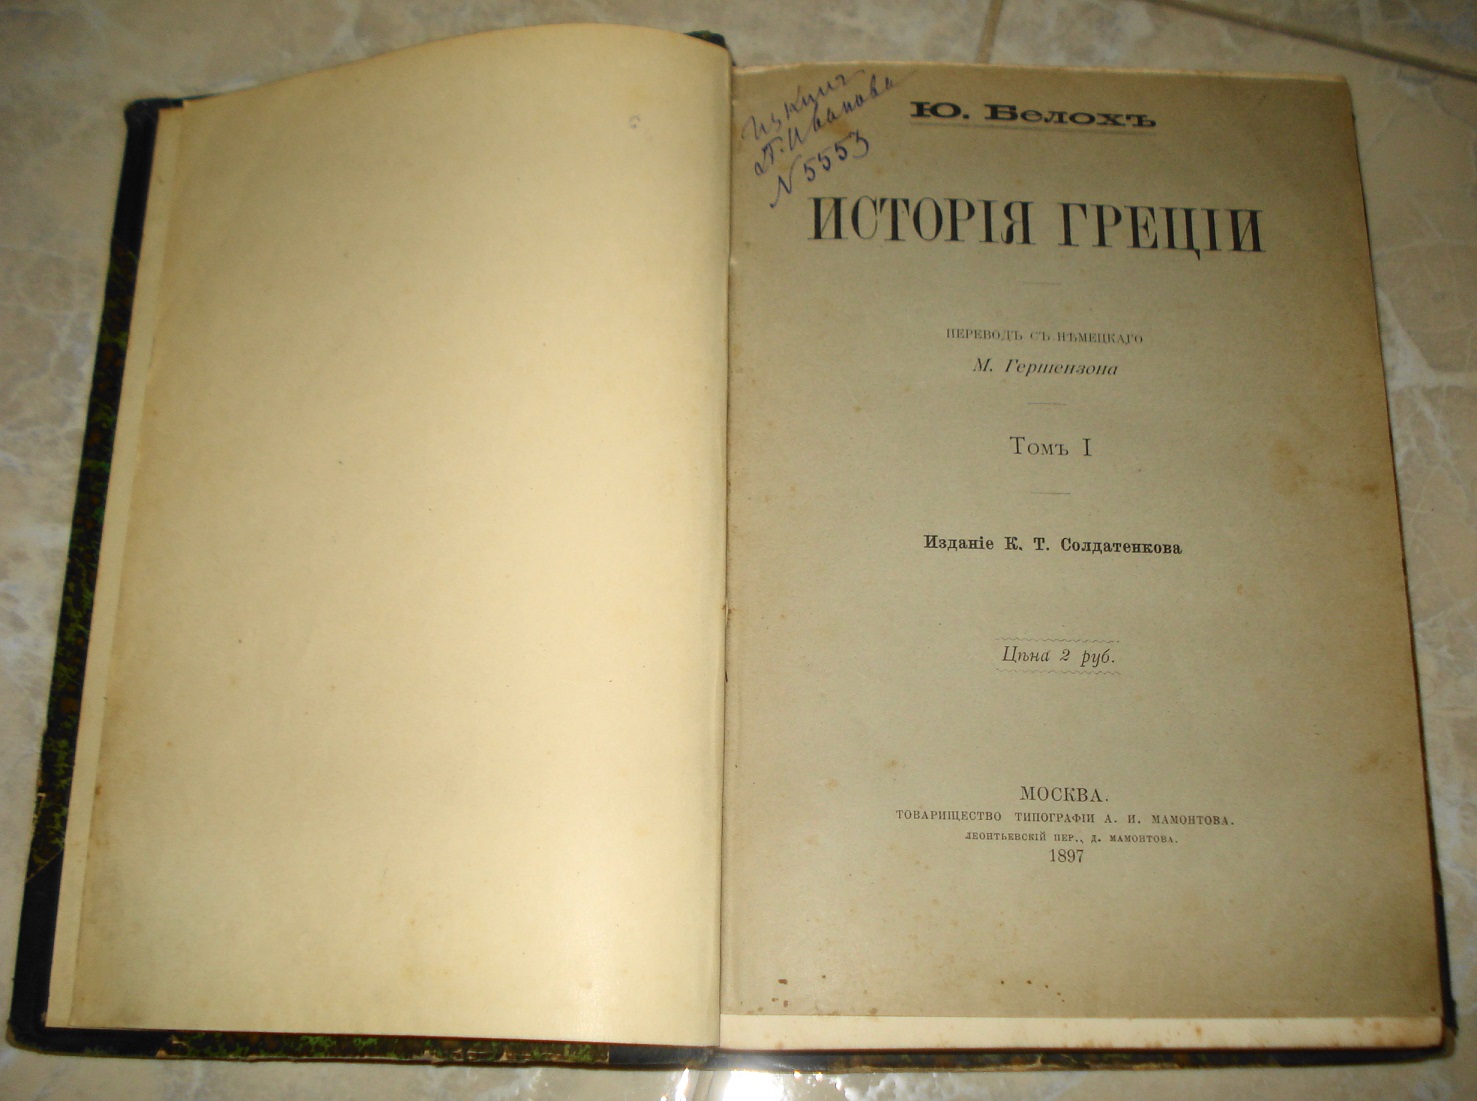 Изъ книгъ
П. Иванова
N 5553
Ю. Белохъ
ИСТОРІЯ ГРЕЦІИ
ПЕРЕВОДЪ СЪ НѢМЕЦКАГО
М. Гершензона
Томъ I
Изданіе К. Т. Солдатенкова
Цѣна 2 руб.
МОСКВА.
ТОВАРИЩЕСТВО ТИПОГРАФІИ А. И. МАМОНТОВА.
ЛЕОНТЬЕВСКІЙ ПЕР., Д. МАМОНТОВА.
1897